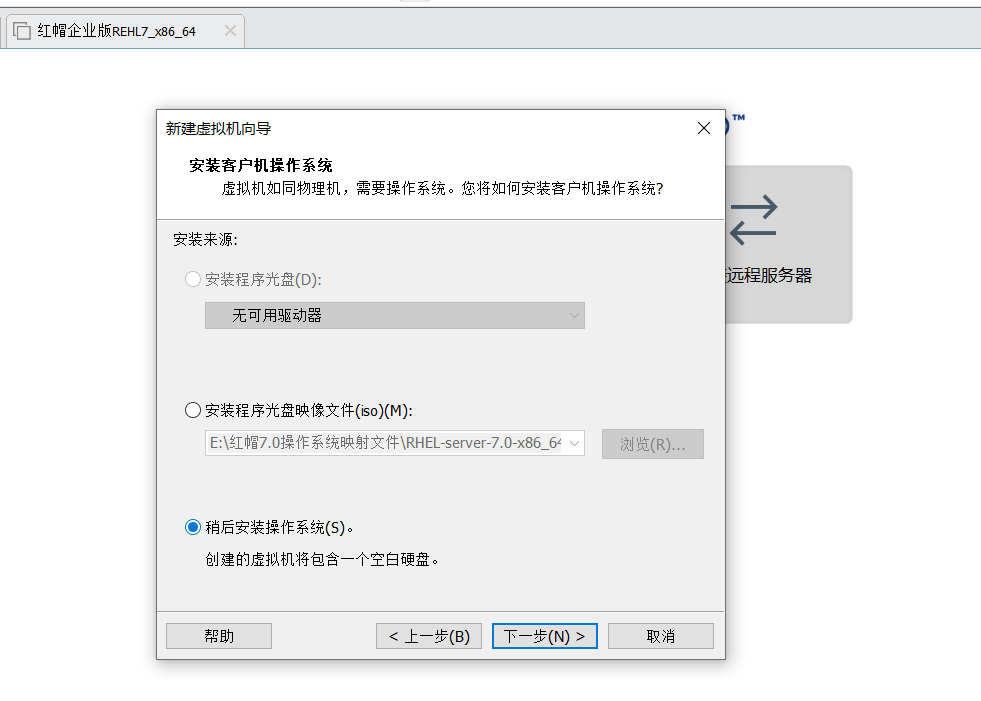 红帽企业版REHL7_x86_64
新建虚拟机向导
™
安装客户机操作系统
虚拟机如同物理机，需要操作系统。您将如何安装客户机操作系统?
安装来源:
远程服务器
安装程序光盘(D):
无可用驱动器
安装程序光盘映像文件(iso)(M):
E:\红帽7.0操作系统映射文件\RHEL-server-7.0-x86_64
浏览(R)...
稍后安装操作系统(S)。
创建的虚拟机将包含一个空白硬盘。
帮助
< 上一步(B)
下一步(N) >
取消